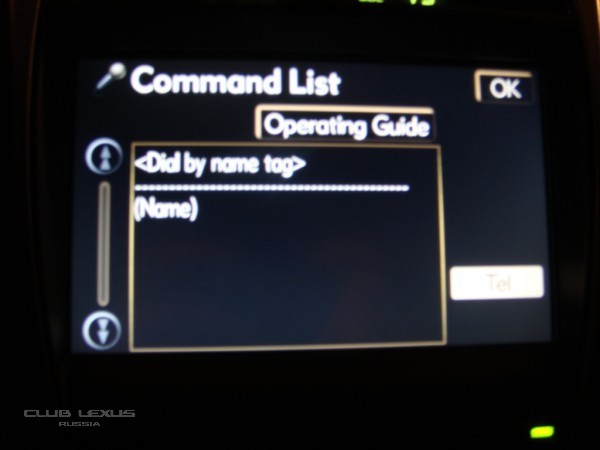 Command List
OK
Operating Guide
<Dial by name tag>
(Name)
Tel
CLUB LEXUS
RUSSIA